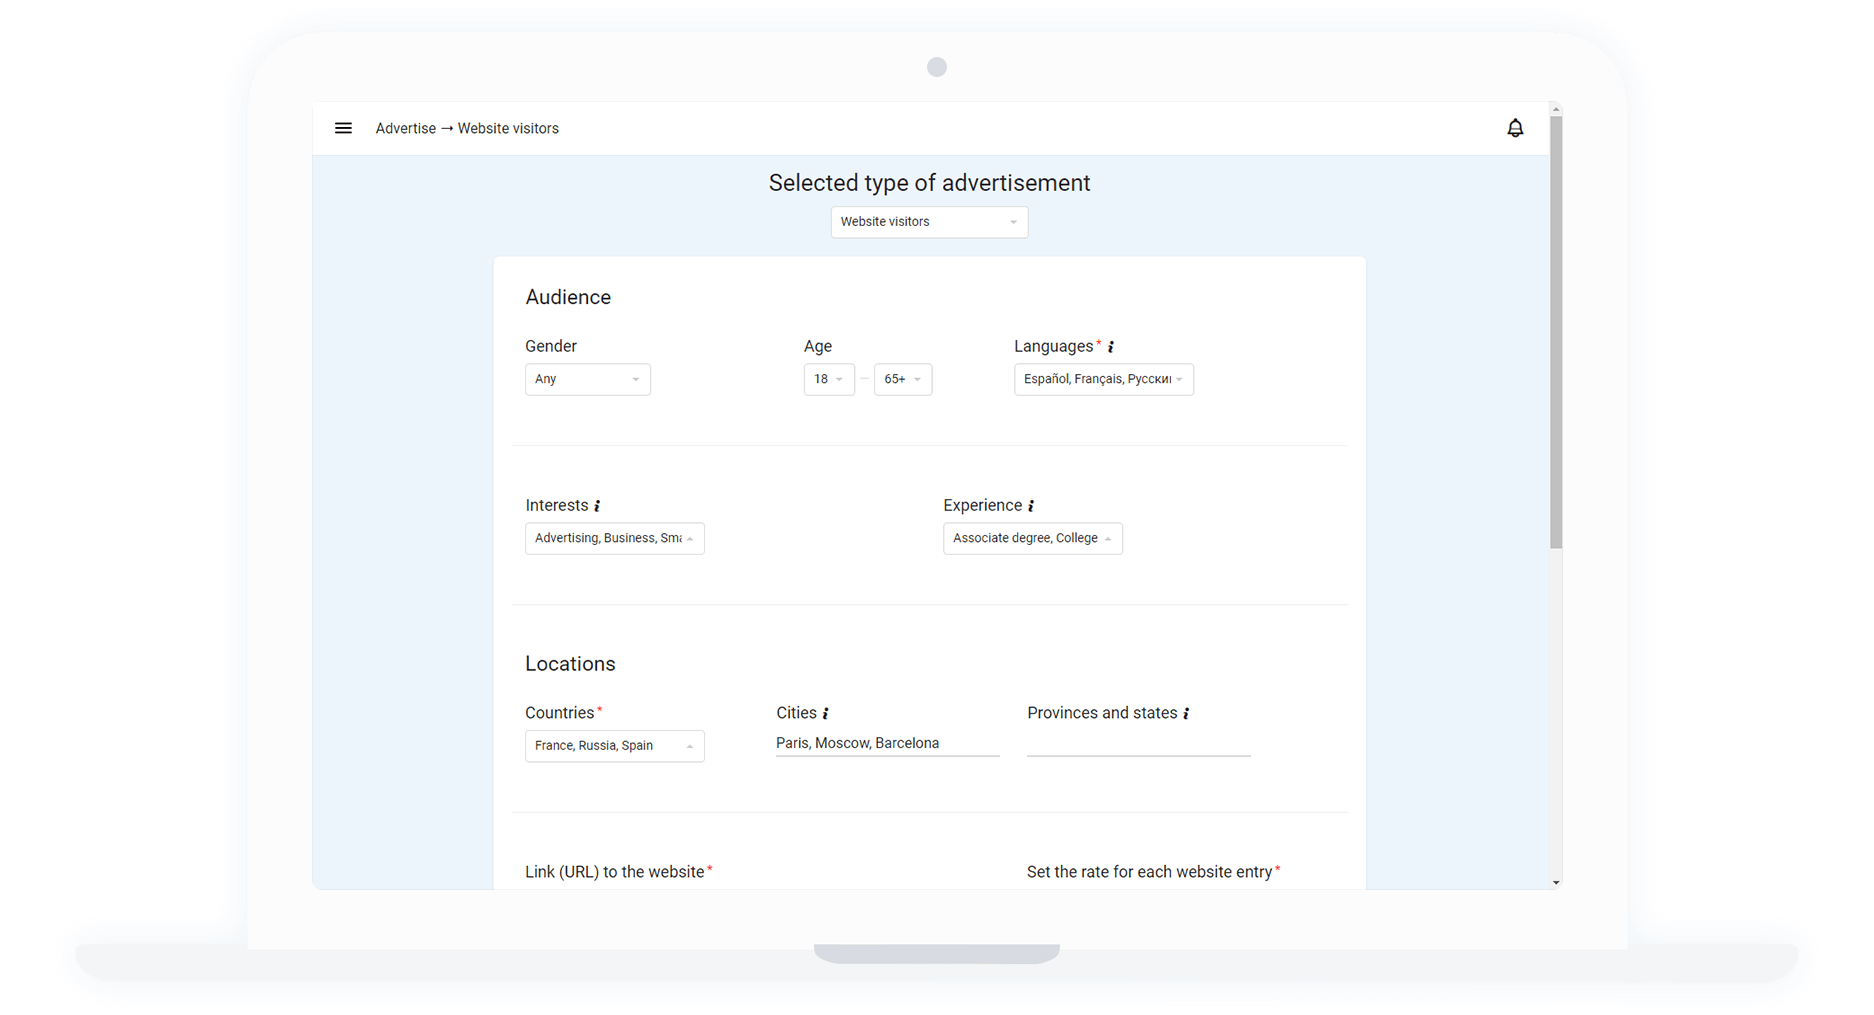 Advertise → Website visitors
Selected type of advertisement
Website visitors
Audience
Gender
Age
Languages* i
Any
18
65+
Español, Français,
Interests i
Experience i
Advertising, Business,
Associate degree, College
Locations
Countries*
Cities i
Provinces and states i
France, Russia, Spain
Paris, Moscow, Barcelona
Link (URL) to the website*
Set the rate for each website entry*